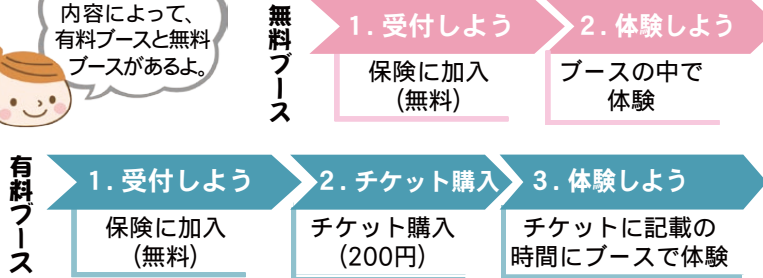 内容によって、
有料ブースと無料
ブースがあるよ。
無料ブース
1.受付しよう
保険に加入
(無料)
2.体験しよう
ブースの中で
体験
有料ブース
1.受付しよう
保険に加入
(無料)
2.チケット購入
チケット購入
(200円)
3.体験しよう
チケットに記載の
時間にブースで体験